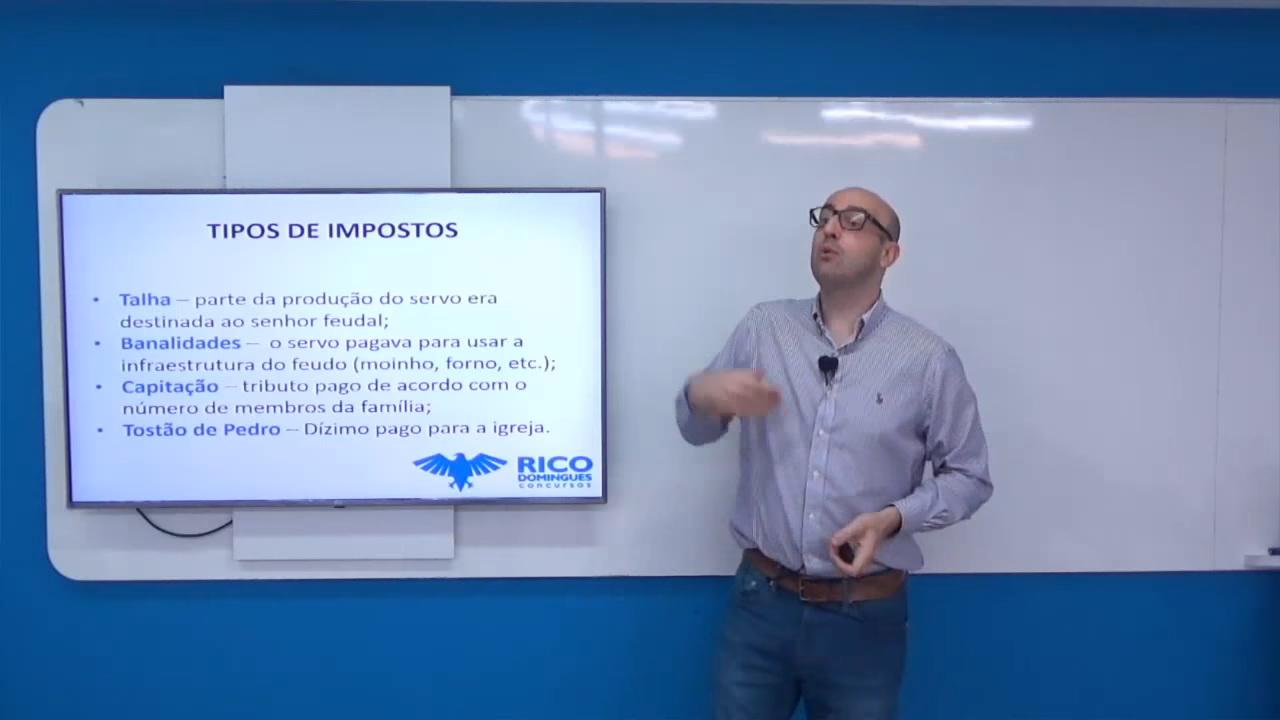 TIPOS DE IMPOSTOS
• Talha – parte da produção do servo era
destinada ao senhor feudal;
• Banalidades – o servo pagava para usar a
infraestrutura do feudo (moinho, forno, etc.);
• Capitação – tributo pago de acordo com o
número de membros da família;
• Tostão de Pedro – Dízimo pago para a igreja.
RICO
DOMINGUES
concursos